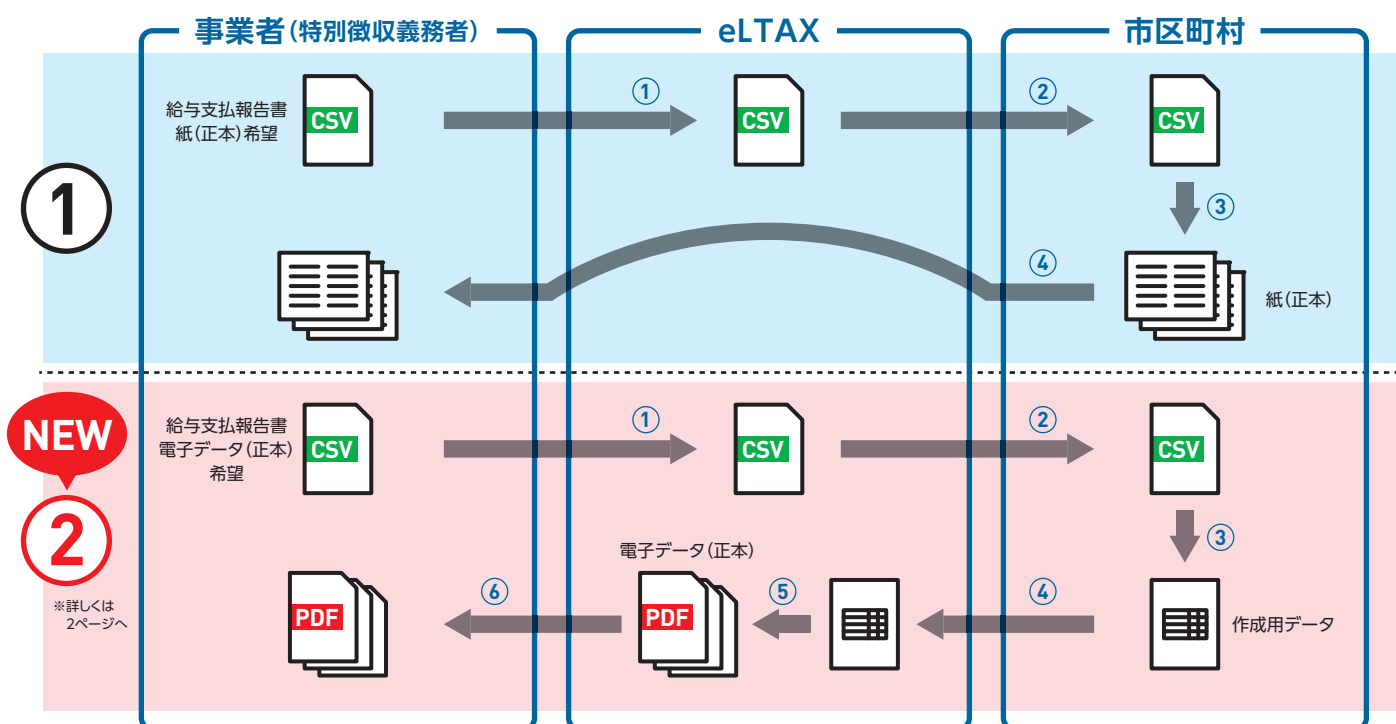 事業者(特別徴収義務者)
eLTAX
市区町村
①
給与支払報告書
紙(正本)希望
CSV
①
CSV
②
CSV
③
④
紙(正本)
NEW
②
※詳しくは
2ページへ
給与支払報告書
電子データ(正本)
希望
CSV
①
CSV
②
CSV
③
電子データ(正本)
PDF
⑥
PDF
⑤
④
作成用データ